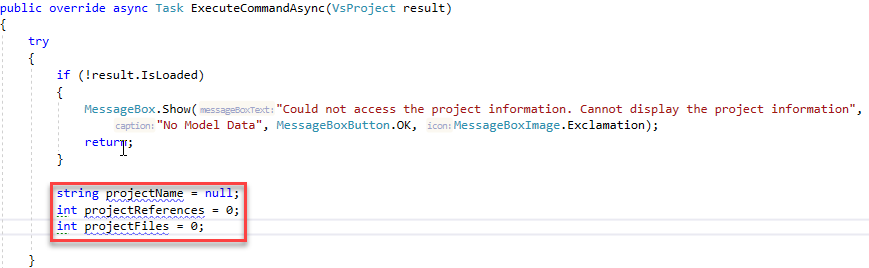 public override async Task ExecuteCommandAsync(VsProject result)
{
try
{
if (!result.IsLoaded)
{
MessageBox.Show( messageBoxText: "Could not access the project information. Cannot display the project information",
caption: "No Model Data", MessageBoxButton.OK, icon: MessageBoxImage.Exclamation);
return;
}
string projectName = null;
int projectReferences = 0;
int projectFiles = 0;
}